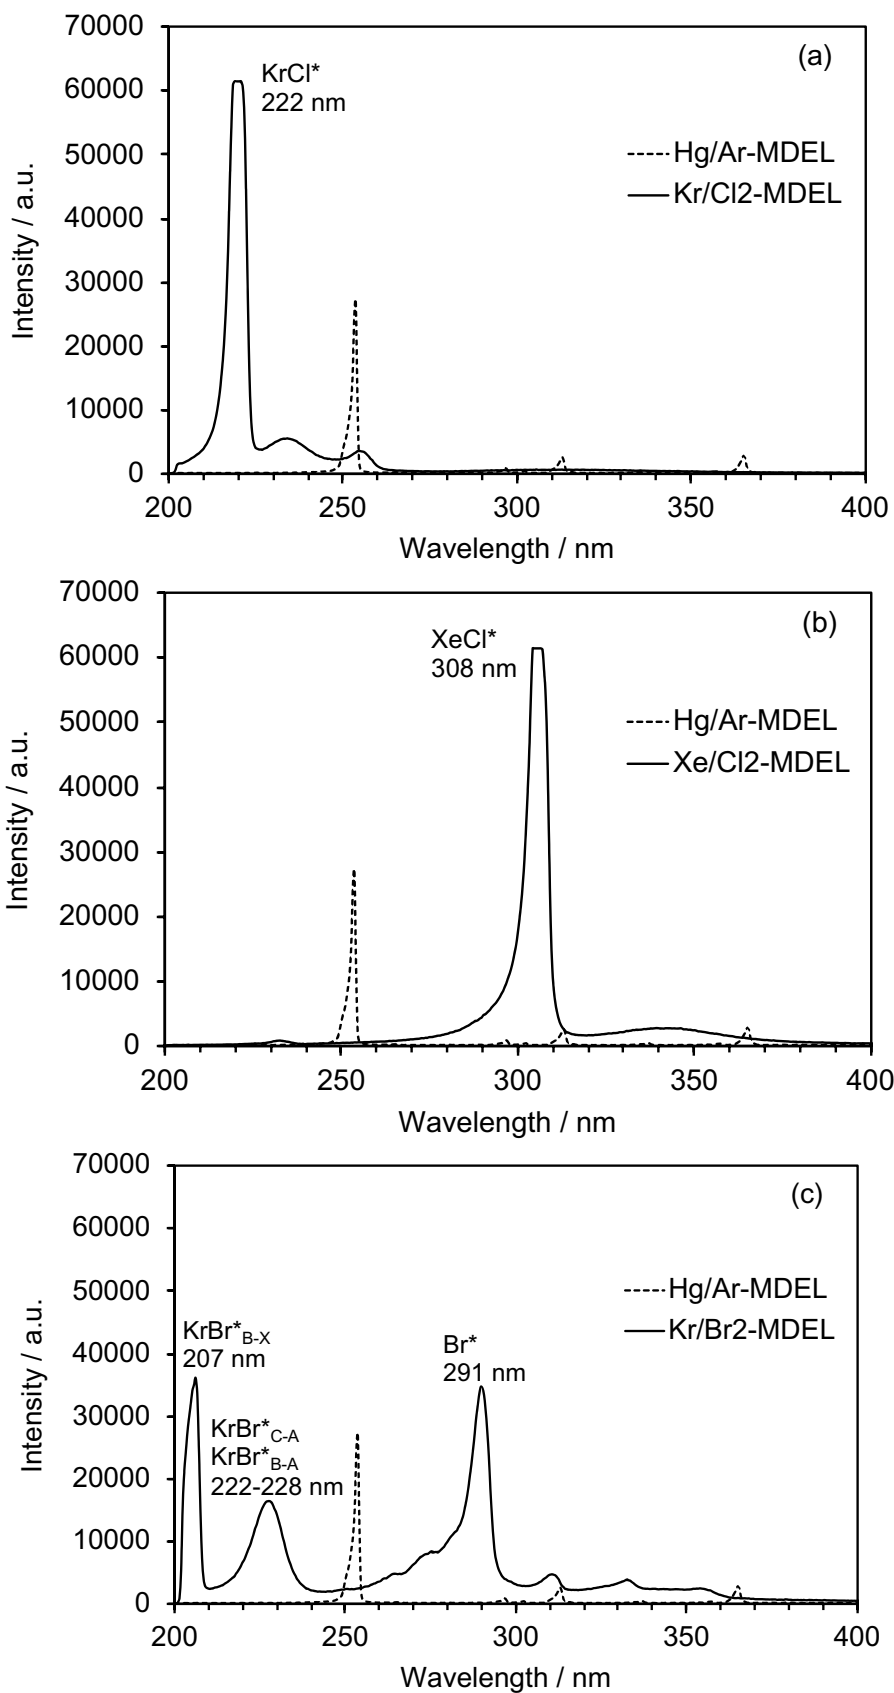 70000
(a)
KrCl*
222 nm
60000
50000
Hg/Ar-MDEL
Kr/Cl2-MDEL
40000
30000
20000
10000
0
Intensity / a.u.
200 250 300 350 400
Wavelength / nm
70000
(b)
XeCl*
308 nm
60000
50000
Hg/Ar-MDEL
Xe/Cl2-MDEL
40000
30000
20000
10000
0
Intensity / a.u.
200 250 300 350 400
Wavelength / nm
70000
(c)
60000
50000
Hg/Ar-MDEL
Kr/Br2-MDEL
40000
KrBr*B-X
207 nm
Br*
291 nm
30000
KrBr*C-A
KrBr*B-A
222-228 nm
20000
10000
0
Intensity / a.u.
200 250 300 350 400
Wavelength / nm